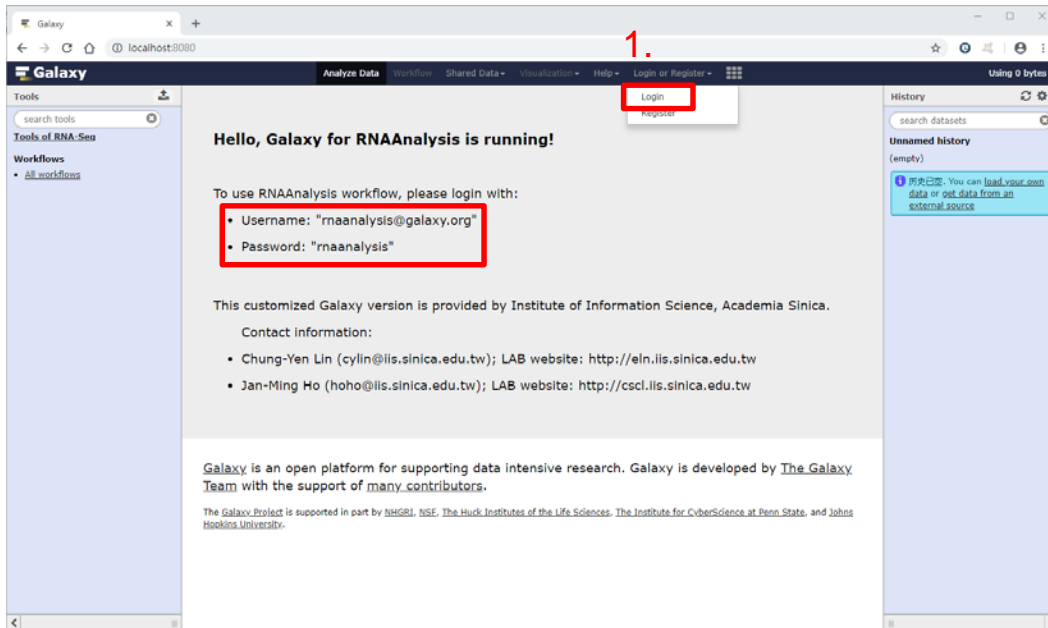 Galaxy
localhost:8080
1.
Galaxy
Analyze Data Workflow Shared Data Visualization Help Login or Register
Using 0 bytes
Login
Register
Tools
search tools
Tools of RNA-Seq
Workflows
• All workflows
Hello, Galaxy for RNAAnalysis is running!
To use RNAAnalysis workflow, please login with:
• Username: "rnaanalysis@galaxy.org"
• Password: "rnaanalysis"
This customized Galaxy version is provided by Institute of Information Science, Academia Sinica.
Contact information:
• Chung-Yen Lin (cylin@iis.sinica.edu.tw); LAB website: http://eln.iis.sinica.edu.tw
• Jan-Ming Ho (hoho@iis.sinica.edu.tw); LAB website: http://cscl.iis.sinica.edu.tw
Galaxy is an open platform for supporting data intensive research. Galaxy is developed by The Galaxy
Team with the support of many contributors.
The Galaxy Project is supported in part by NHGRI, NSF, The Huck Institutes of the Life Sciences, The Institute for CyberScience at Penn State, and Johns
Hopkins University.
History
search datasets
Unnamed history
(empty)
历史已空. You can load your own
data or get data from an
external source